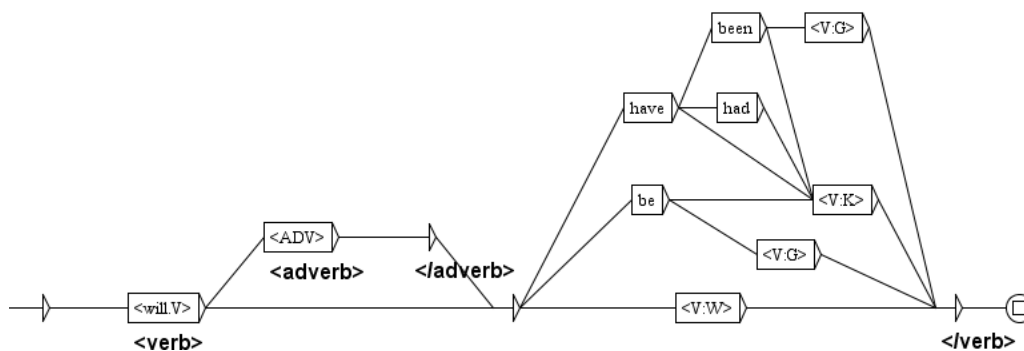 been <V:G>
have had
be <V:K>
<ADV>
<V:G>
<adverb> </adverb>
<will.V> <V:W>
<verb> </verb>